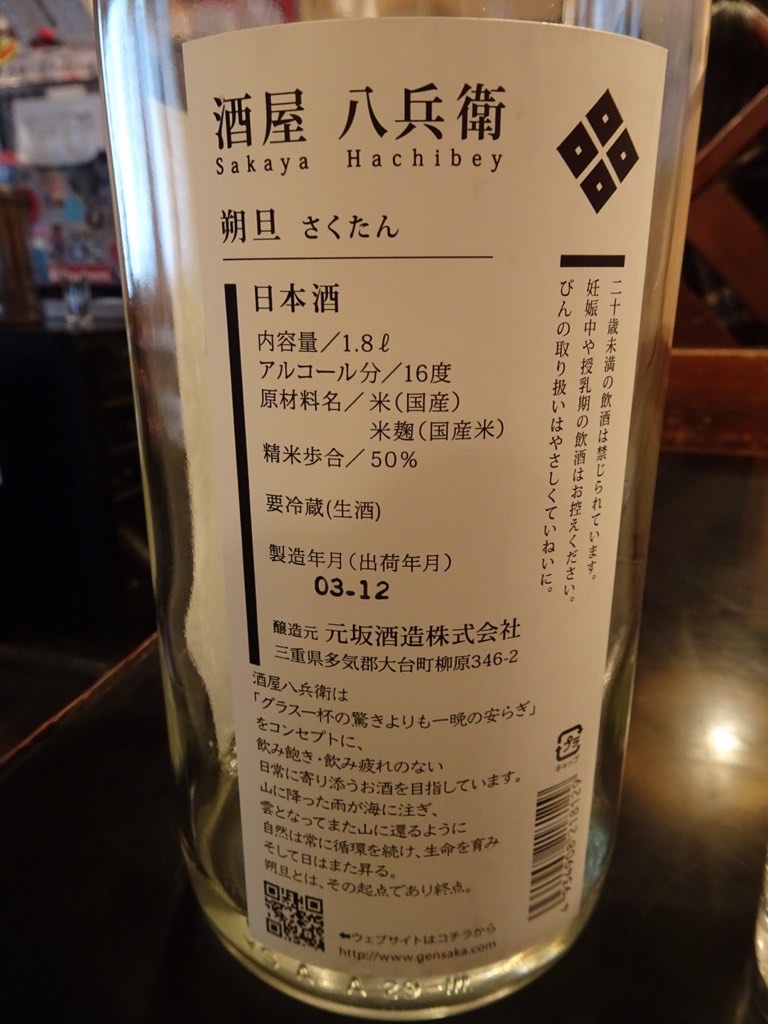 酒屋 八兵衛
Sakaya Hachibey
朔旦 さくたん
日本酒
内容量／1.8ℓ
アルコール分／16度
原材料名／米（国産）
米麹（国産米）
精米歩合／50%
要冷蔵(生酒)
製造年月（出荷年月）
03-12
醸造元 元坂酒造株式会社
三重県多気郡大台町柳原346-2
二十歳未満の飲酒は禁じられています。
妊娠中や授乳期の飲酒はお控えください。
びんの取り扱いはやさしくていねいに。
酒屋八兵衛は
「グラス一杯の驚きよりも一晩の安らぎ」
をコンセプトに、
飲み飽き・飲み疲れのない
日常に寄り添うお酒を目指しています。
山に降った雨が海に注ぎ、
雲となってまた山に還るように
自然は常に循環を続け、生命を育み
そして日はまた昇る。
朔旦とは、その起点であり終点。
プラ
キャップ
←ウェブサイトはコチラから
http://www.gensaka.com